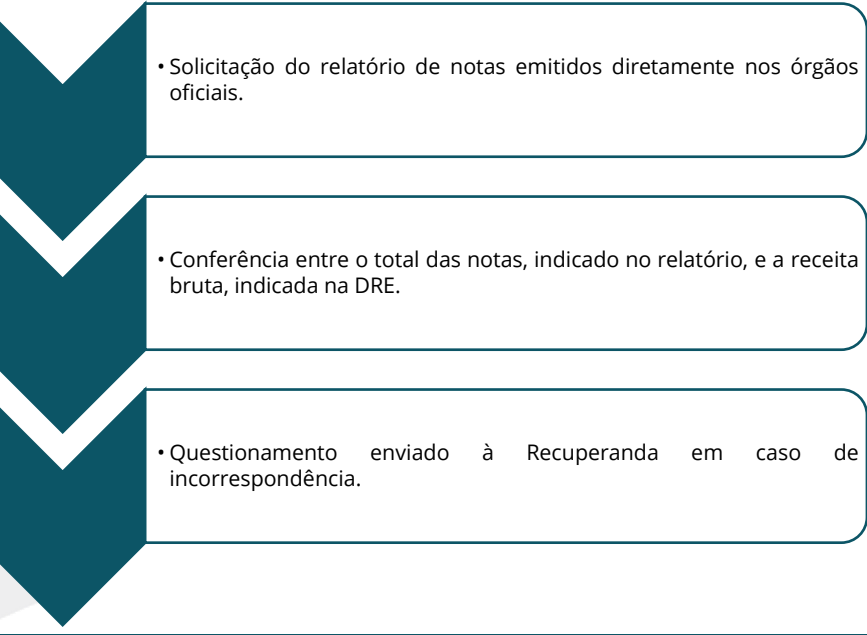 • Solicitação do relatório de notas emitidos diretamente nos órgãos
oficiais.
• Conferência entre o total das notas, indicado no relatório, e a receita
bruta, indicada na DRE.
• Questionamento enviado à Recuperanda em caso de
incorrespondência.